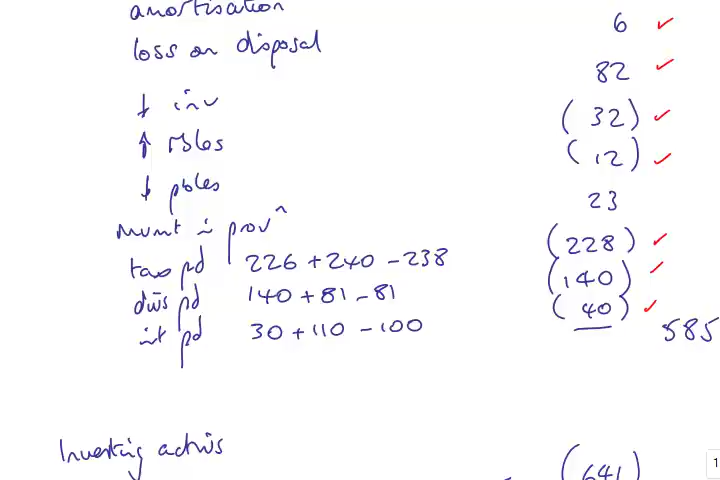 amortisation
loss on disposal 6 ✓
↓ inv 82 ✓
↑ rbles (32) ✓
↓ pbles (12) ✓
mvmt in prov^n 23
tax pd 226 + 240 - 238 (228) ✓
divs pd 140 + 81 - 81 (140) ✓
int pd 30 + 110 - 100 (40) ✓ 585
Investing activs
(641)
1